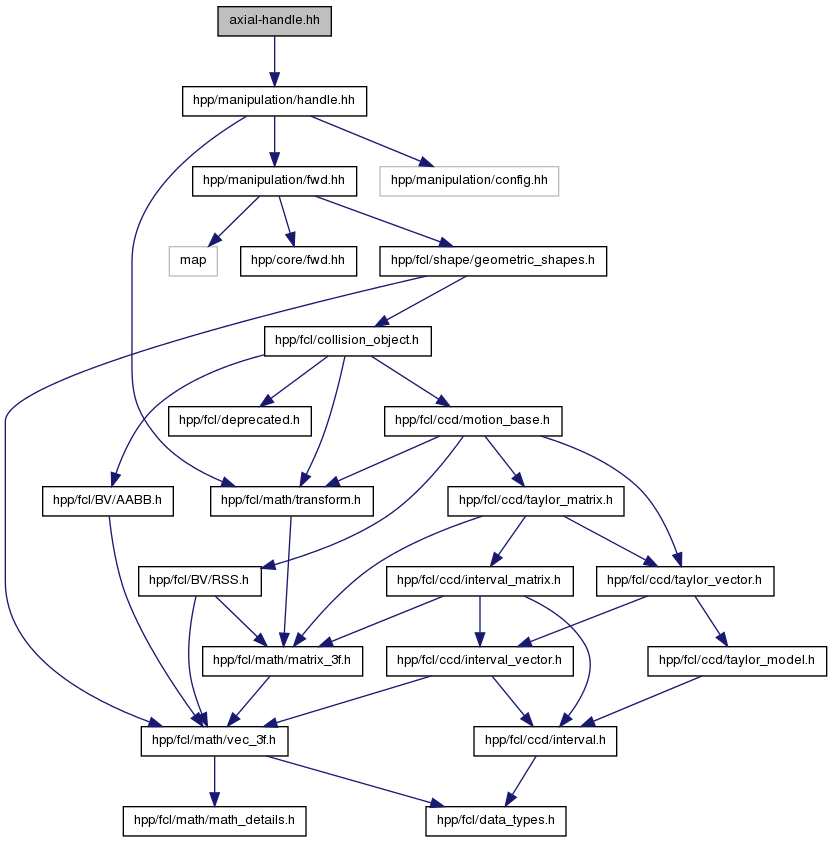 axial-handle.hh
hpp/manipulation/handle.hh
hpp/manipulation/fwd.hh
hpp/manipulation/config.hh
map
hpp/core/fwd.hh
hpp/fcl/shape/geometric_shapes.h
hpp/fcl/collision_object.h
hpp/fcl/deprecated.h
hpp/fcl/ccd/motion_base.h
hpp/fcl/BV/AABB.h
hpp/fcl/math/transform.h
hpp/fcl/ccd/taylor_matrix.h
hpp/fcl/BV/RSS.h
hpp/fcl/ccd/interval_matrix.h
hpp/fcl/ccd/taylor_vector.h
hpp/fcl/math/matrix_3f.h
hpp/fcl/ccd/interval_vector.h
hpp/fcl/ccd/taylor_model.h
hpp/fcl/math/vec_3f.h
hpp/fcl/ccd/interval.h
hpp/fcl/math/math_details.h
hpp/fcl/data_types.h